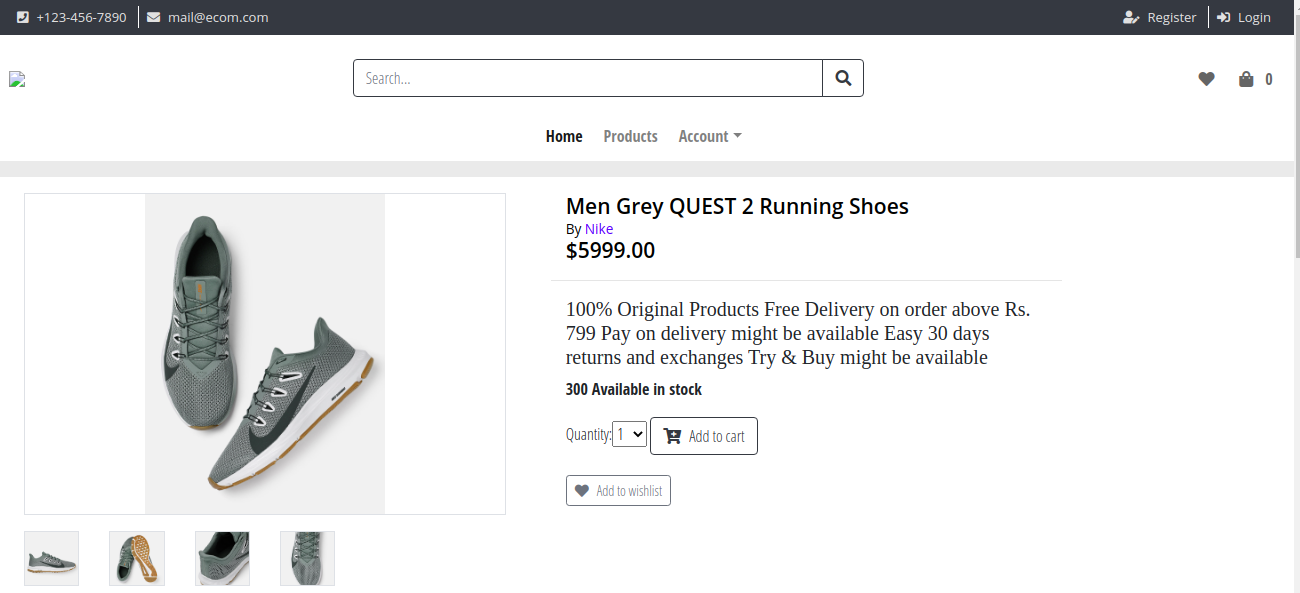 +123-456-7890 mail@ecom.com Register Login
Search...
0
Home Products Account
Men Grey QUEST 2 Running Shoes
By Nike
$5999.00
100% Original Products Free Delivery on order above Rs.
799 Pay on delivery might be available Easy 30 days
returns and exchanges Try & Buy might be available
300 Available in stock
Quantity: 1 Add to cart
Add to wishlist